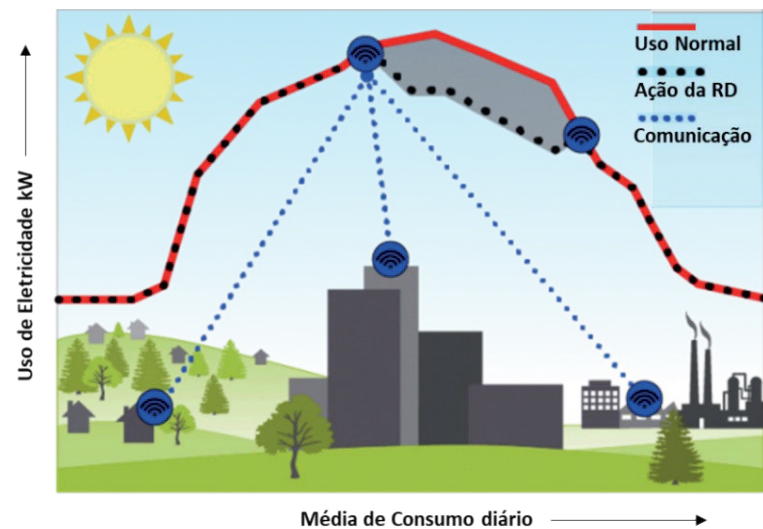 Uso Normal
Ação da RD
Comunicação
Uso de Eletricidade kW
Média de Consumo diário